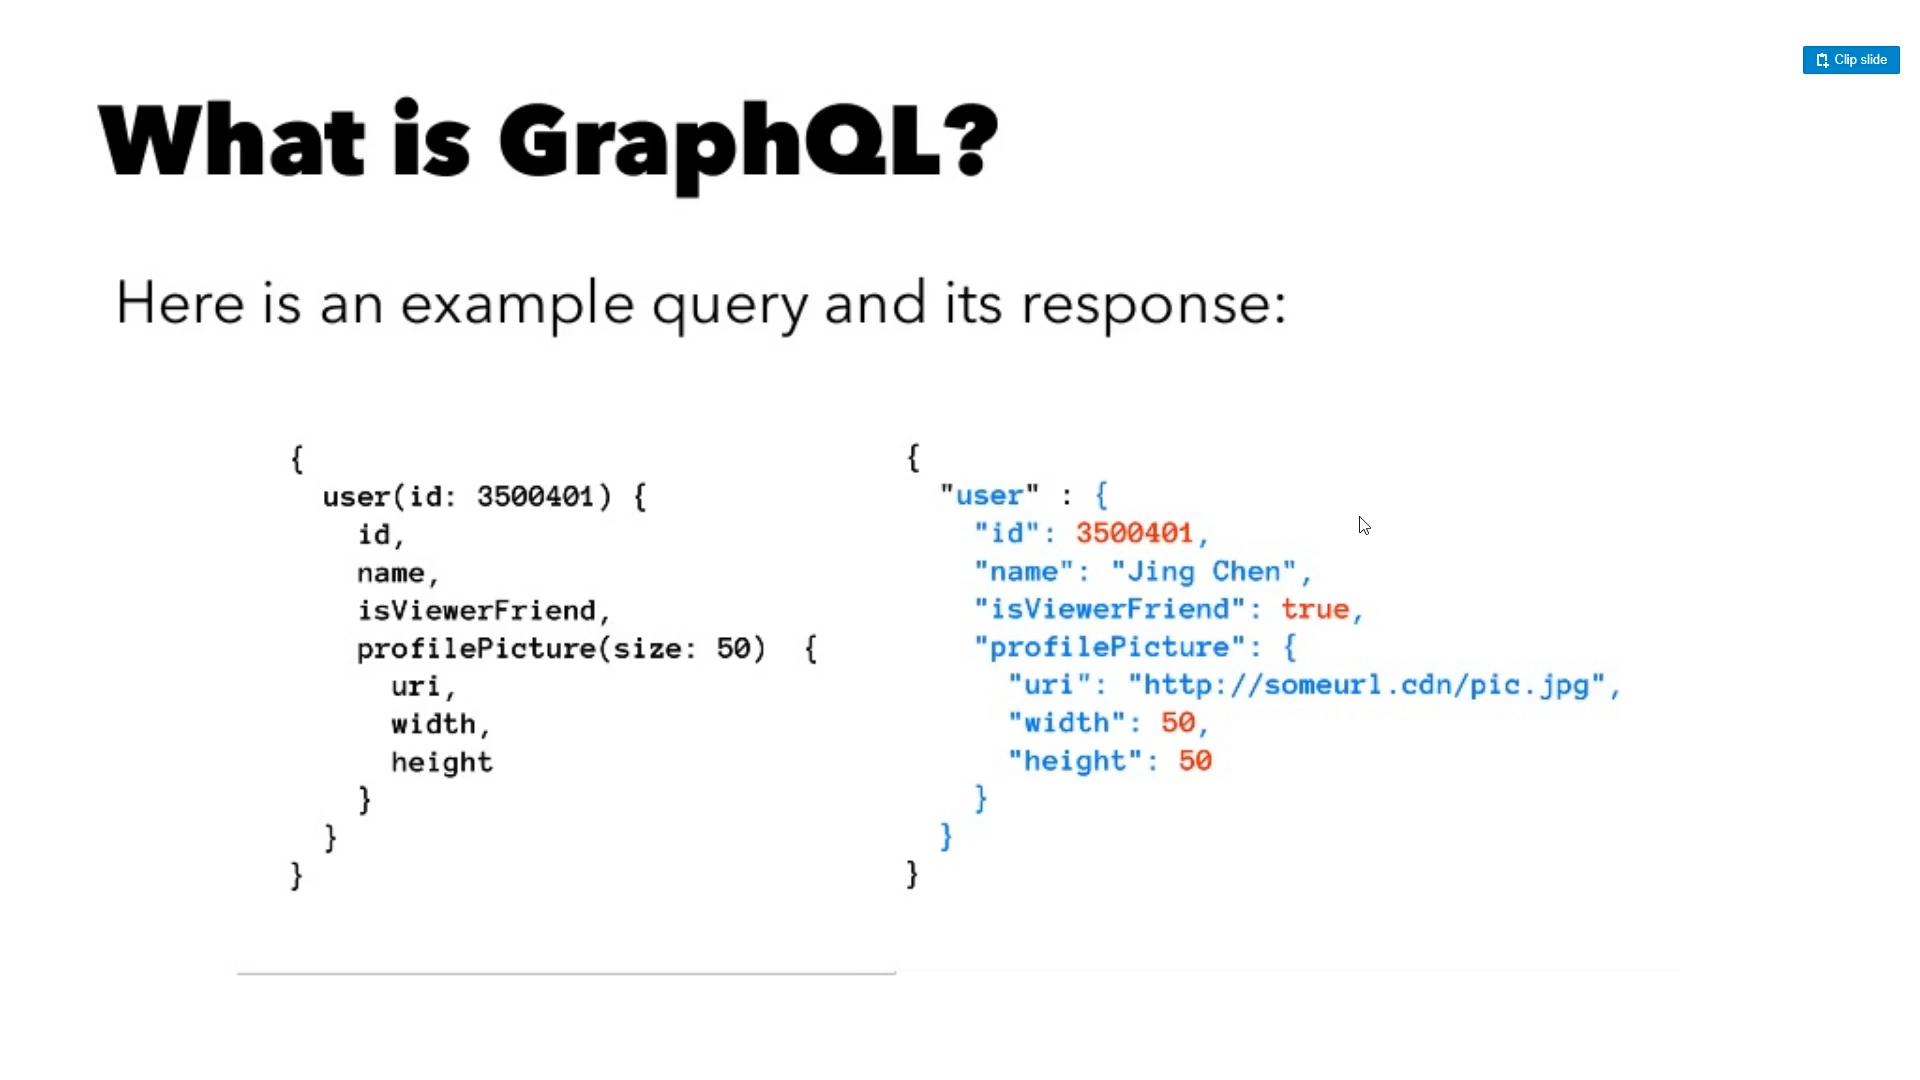 Clip slide
What is GraphQL?
Here is an example query and its response:
{
user(id: 3500401) {
id,
name,
isViewerFriend,
profilePicture(size: 50)  {
uri,
width,
height
}
}
}
{
"user" : {
"id": 3500401,
"name": "Jing Chen",
"isViewerFriend": true,
"profilePicture": {
"uri": "http://someurl.cdn/pic.jpg",
"width": 50,
"height": 50
}
}
}